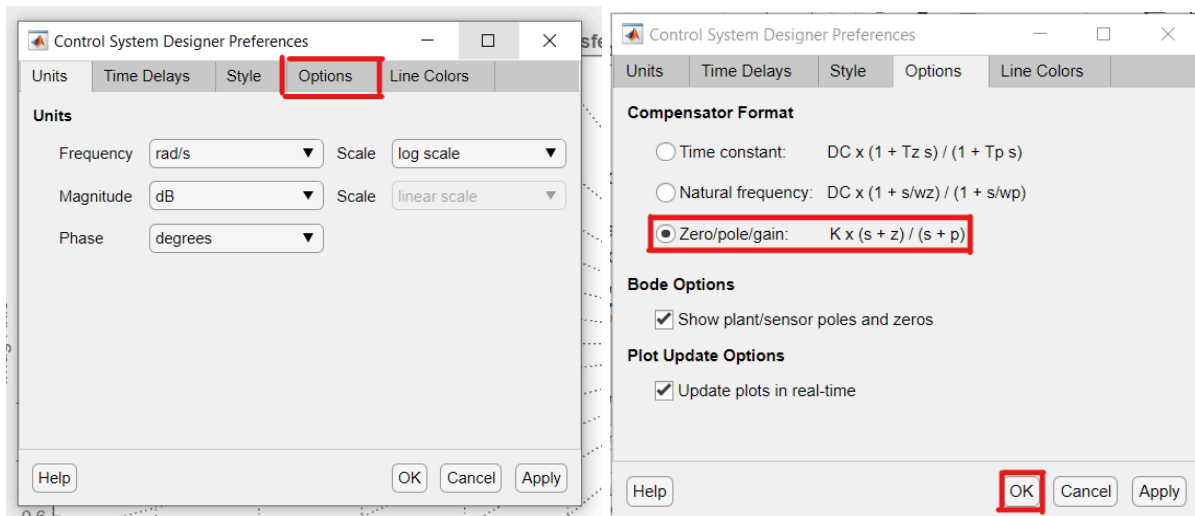 Control System Designer Preferences
Units Time Delays Style Options Line Colors
Units
Frequency rad/s Scale log scale
Magnitude dB Scale linear scale
Phase degrees
Help OK Cancel Apply
0.6
sfe
Control System Designer Preferences
Units Time Delays Style Options Line Colors
Compensator Format
Time constant: DC x (1 + Tz s) / (1 + Tp s)
Natural frequency: DC x (1 + s/wz) / (1 + s/wp)
Zero/pole/gain: K x (s + z) / (s + p)
Bode Options
Show plant/sensor poles and zeros
Plot Update Options
Update plots in real-time
Help OK Cancel Apply